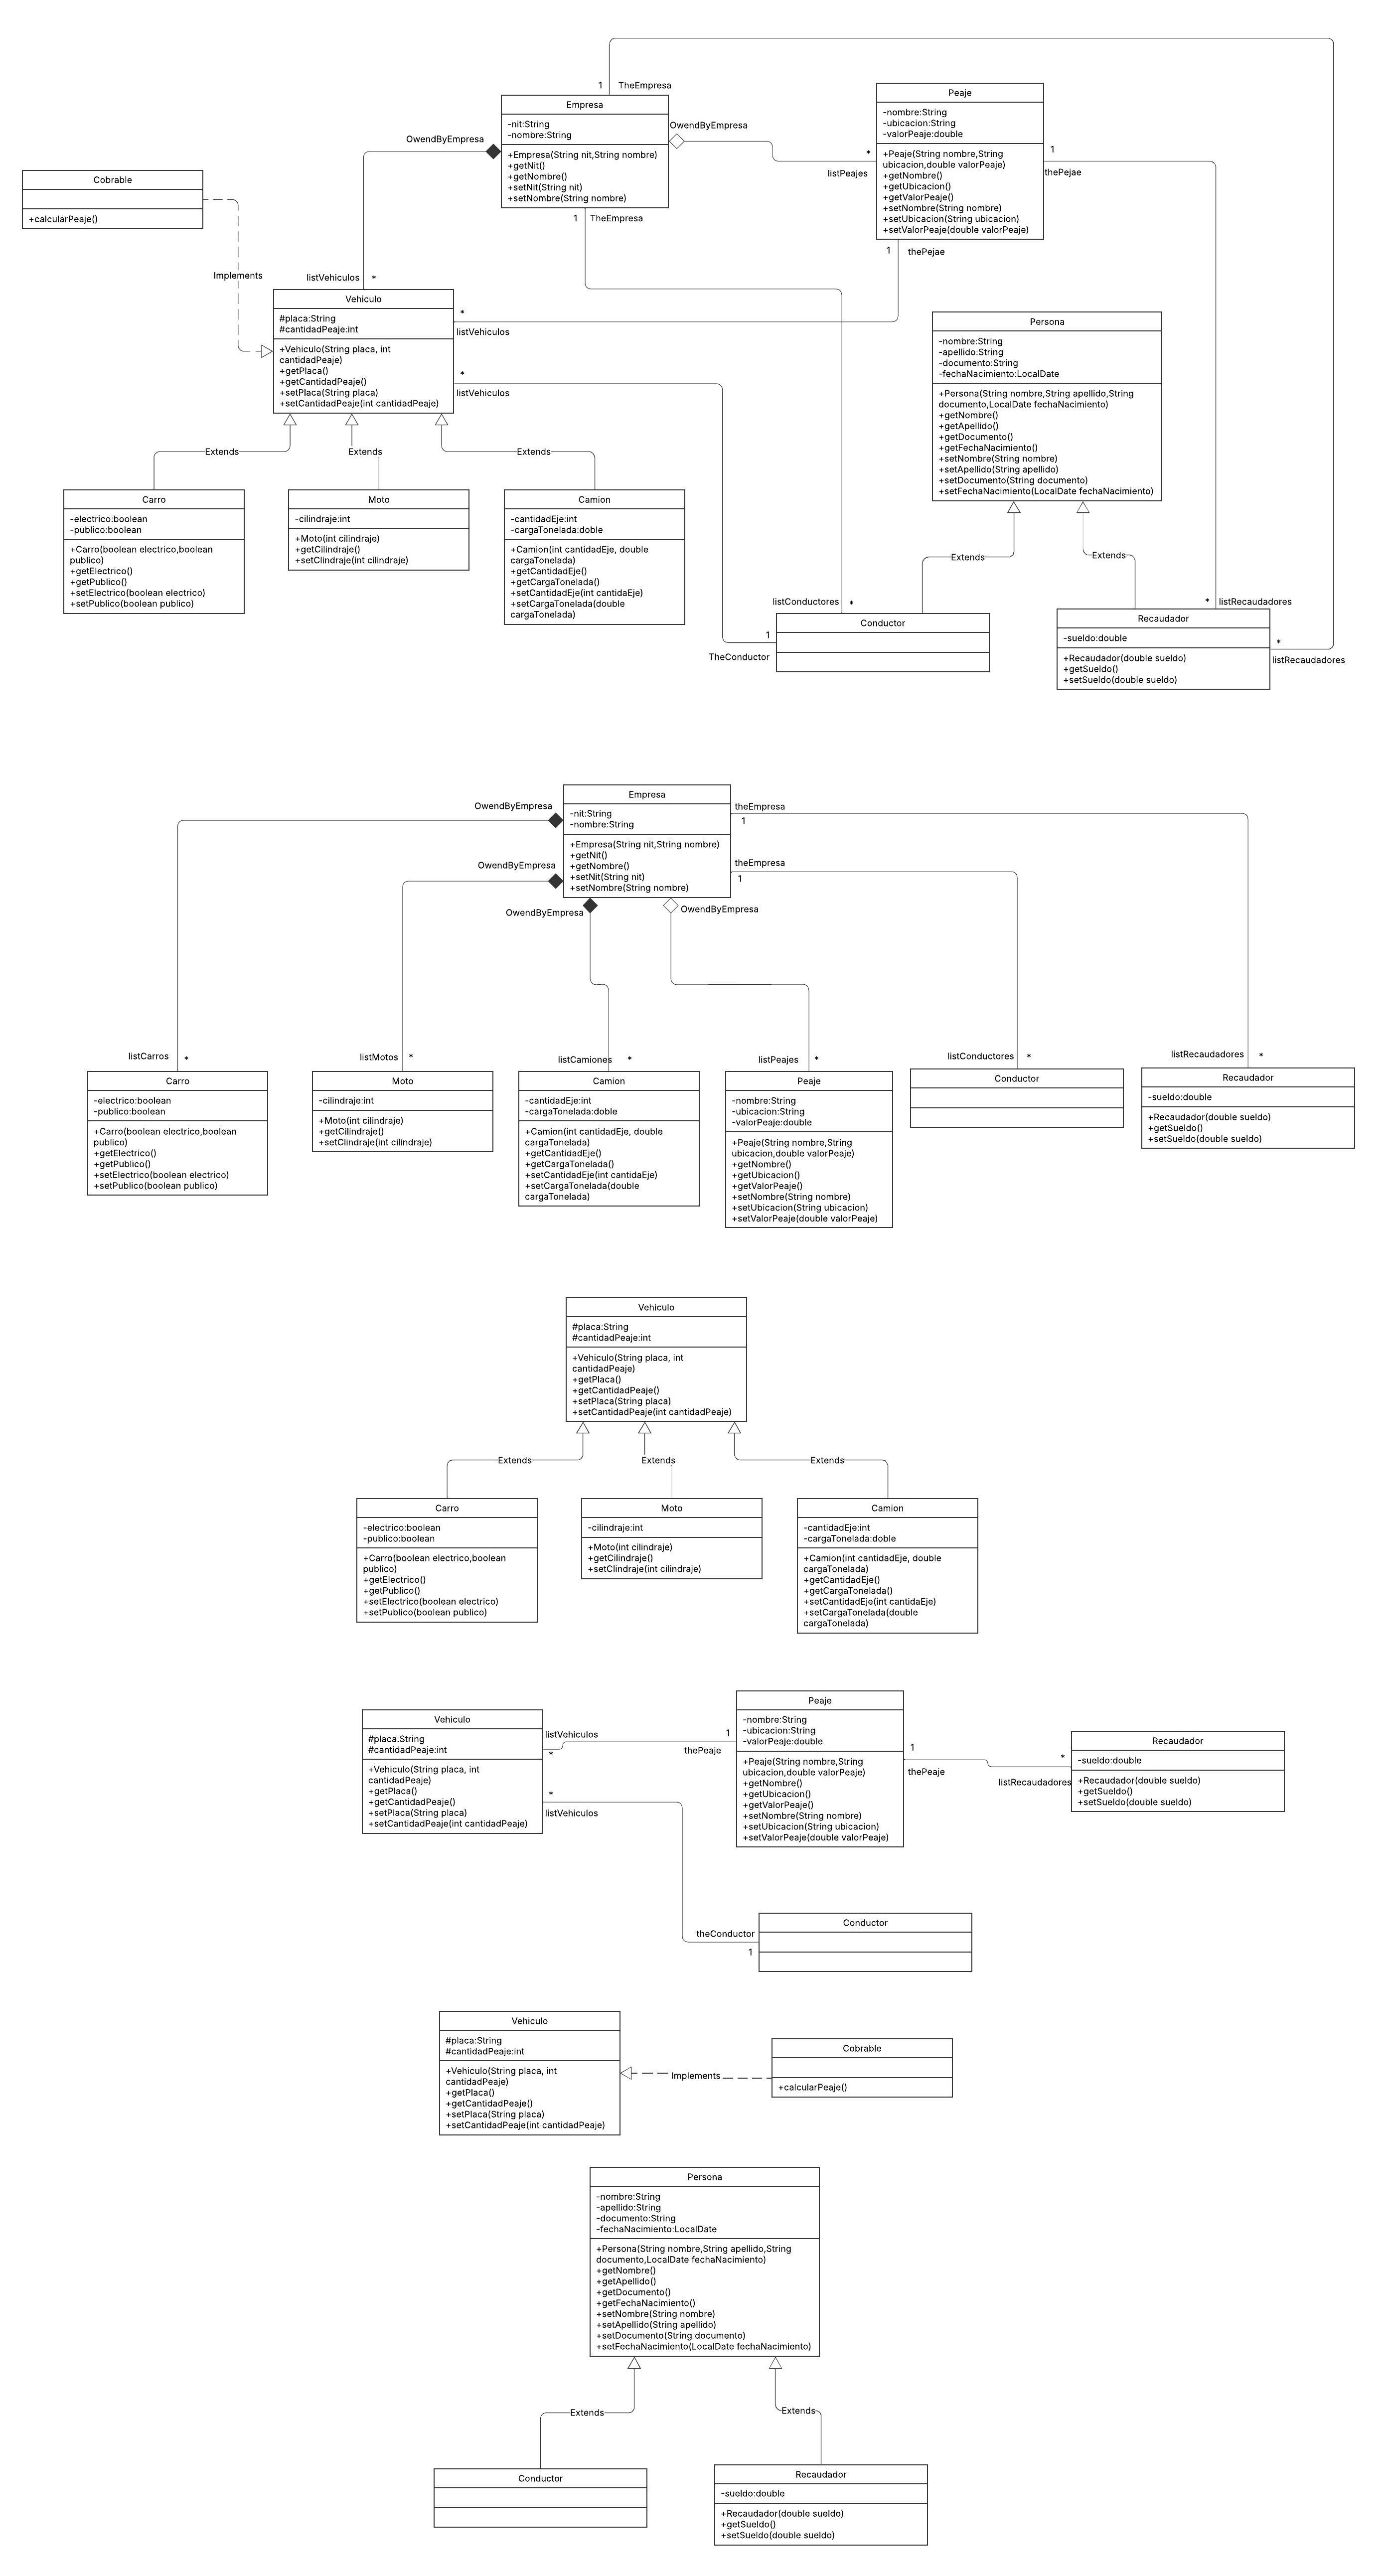 1
TheEmpresa
Empresa
-nit:String
-nombre:String
+Empresa(String nit,String nombre)
+getNit()
+getNombre()
+setNit(String nit)
+setNombre(String nombre)
OwendByEmpresa
OwendByEmpresa
*
listPeajes
Peaje
-nombre:String
-ubicacion:String
-valorPeaje:double
+Peaje(String nombre,String
ubicacion,double valorPeaje)
+getNombre()
+getUbicacion()
+getValorPeaje()
+setNombre(String nombre)
+setUbicacion(String ubicacion)
+setValorPeaje(double valorPeaje)
1
thePejae
1
thePejae
1
TheEmpresa
Cobrable
+calcularPeaje()
Implements
listVehiculos
*
Vehiculo
#placa:String
#cantidadPeaje:int
+Vehiculo(String placa, int
cantidadPeaje)
+getPlaca()
+getCantidadPeaje()
+setPlaca(String placa)
+setCantidadPeaje(int cantidadPeaje)
*
listVehiculos
*
listVehiculos
Persona
-nombre:String
-apellido:String
-documento:String
-fechaNacimiento:LocalDate
+Persona(String nombre,String apellido,String
documento,LocalDate fechaNacimiento)
+getNombre()
+getApellido()
+getDocumento()
+getFechaNacimiento()
+setNombre(String nombre)
+setApellido(String apellido)
+setDocumento(String documento)
+setFechaNacimiento(LocalDate fechaNacimiento)
Extends
Extends
Extends
Extends
Extends
Carro
-electrico:boolean
-publico:boolean
+Carro(boolean electrico,boolean
publico)
+getElectrico()
+getPublico()
+setElectrico(boolean electrico)
+setPublico(boolean publico)
Moto
-cilindraje:int
+Moto(int cilindraje)
+getCilindraje()
+setClindraje(int cilindraje)
Camion
-cantidadEje:int
-cargaTonelada:doble
+Camion(int cantidadEje, double
cargaTonelada)
+getCantidadEje()
+getCargaTonelada()
+setCantidadEje(int cantidaEje)
+setCargaTonelada(double
cargaTonelada)
listConductores
*
1
TheConductor
Conductor
*
listRecaudadores
Recaudador
-sueldo:double
+Recaudador(double sueldo)
+getSueldo()
+setSueldo(double sueldo)
*
listRecaudadores
Empresa
-nit:String
-nombre:String
+Empresa(String nit,String nombre)
+getNit()
+getNombre()
+setNit(String nit)
+setNombre(String nombre)
OwendByEmpresa
OwendByEmpresa
OwendByEmpresa
OwendByEmpresa
theEmpresa
1
theEmpresa
1
listCarros
*
listMotos
*
listCamiones
*
listPeajes
*
listConductores
*
listRecaudadores
*
Carro
-electrico:boolean
-publico:boolean
+Carro(boolean electrico,boolean
publico)
+getElectrico()
+getPublico()
+setElectrico(boolean electrico)
+setPublico(boolean publico)
Moto
-cilindraje:int
+Moto(int cilindraje)
+getCilindraje()
+setClindraje(int cilindraje)
Camion
-cantidadEje:int
-cargaTonelada:doble
+Camion(int cantidadEje, double
cargaTonelada)
+getCantidadEje()
+getCargaTonelada()
+setCantidadEje(int cantidaEje)
+setCargaTonelada(double
cargaTonelada)
Peaje
-nombre:String
-ubicacion:String
-valorPeaje:double
+Peaje(String nombre,String
ubicacion,double valorPeaje)
+getNombre()
+getUbicacion()
+getValorPeaje()
+setNombre(String nombre)
+setUbicacion(String ubicacion)
+setValorPeaje(double valorPeaje)
Conductor
Recaudador
-sueldo:double
+Recaudador(double sueldo)
+getSueldo()
+setSueldo(double sueldo)
Vehiculo
#placa:String
#cantidadPeaje:int
+Vehiculo(String placa, int
cantidadPeaje)
+getPlaca()
+getCantidadPeaje()
+setPlaca(String placa)
+setCantidadPeaje(int cantidadPeaje)
Extends
Extends
Extends
Carro
-electrico:boolean
-publico:boolean
+Carro(boolean electrico,boolean
publico)
+getElectrico()
+getPublico()
+setElectrico(boolean electrico)
+setPublico(boolean publico)
Moto
-cilindraje:int
+Moto(int cilindraje)
+getCilindraje()
+setClindraje(int cilindraje)
Camion
-cantidadEje:int
-cargaTonelada:doble
+Camion(int cantidadEje, double
cargaTonelada)
+getCantidadEje()
+getCargaTonelada()
+setCantidadEje(int cantidaEje)
+setCargaTonelada(double
cargaTonelada)
Vehiculo
#placa:String
#cantidadPeaje:int
+Vehiculo(String placa, int
cantidadPeaje)
+getPlaca()
+getCantidadPeaje()
+setPlaca(String placa)
+setCantidadPeaje(int cantidadPeaje)
listVehiculos
*
1
thePeaje
*
listVehiculos
Peaje
-nombre:String
-ubicacion:String
-valorPeaje:double
+Peaje(String nombre,String
ubicacion,double valorPeaje)
+getNombre()
+getUbicacion()
+getValorPeaje()
+setNombre(String nombre)
+setUbicacion(String ubicacion)
+setValorPeaje(double valorPeaje)
1
thePeaje
*
listRecaudadores
Recaudador
-sueldo:double
+Recaudador(double sueldo)
+getSueldo()
+setSueldo(double sueldo)
theConductor
1
Conductor
Vehiculo
#placa:String
#cantidadPeaje:int
+Vehiculo(String placa, int
cantidadPeaje)
+getPlaca()
+getCantidadPeaje()
+setPlaca(String placa)
+setCantidadPeaje(int cantidadPeaje)
Implements
Cobrable
+calcularPeaje()
Persona
-nombre:String
-apellido:String
-documento:String
-fechaNacimiento:LocalDate
+Persona(String nombre,String apellido,String
documento,LocalDate fechaNacimiento)
+getNombre()
+getApellido()
+getDocumento()
+getFechaNacimiento()
+setNombre(String nombre)
+setApellido(String apellido)
+setDocumento(String documento)
+setFechaNacimiento(LocalDate fechaNacimiento)
Extends
Extends
Conductor
Recaudador
-sueldo:double
+Recaudador(double sueldo)
+getSueldo()
+setSueldo(double sueldo)